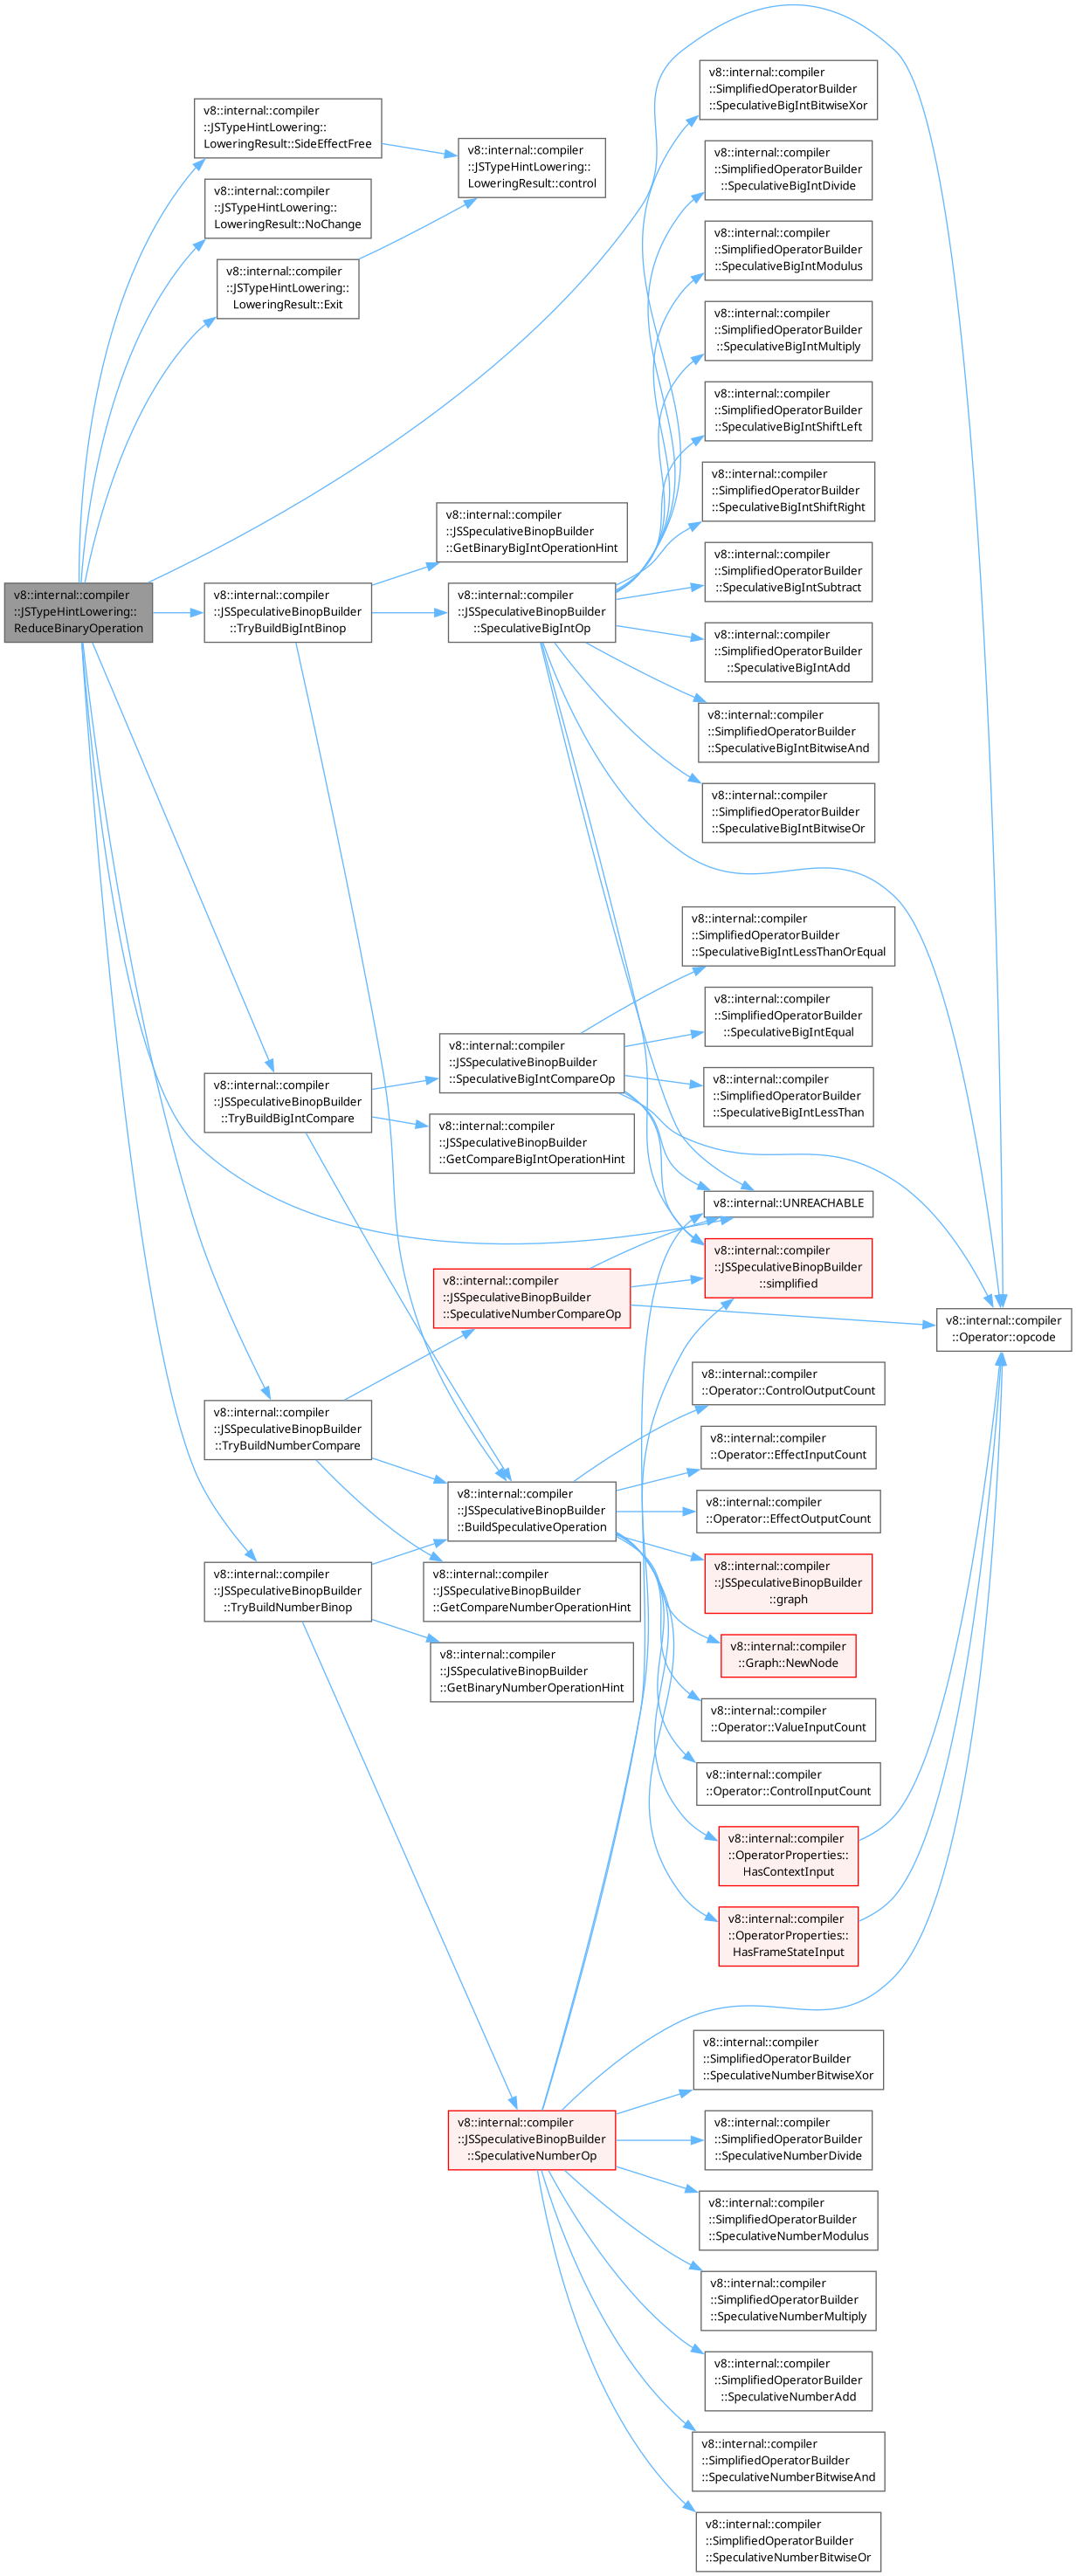 v8::internal::compiler
::JSTypeHintLowering::
ReduceBinaryOperation
v8::internal::compiler
::JSTypeHintLowering::
LoweringResult::SideEffectFree
v8::internal::compiler
::JSTypeHintLowering::
LoweringResult::NoChange
v8::internal::compiler
::JSTypeHintLowering::
LoweringResult::Exit
v8::internal::compiler
::JSSpeculativeBinopBuilder
::TryBuildBigIntBinop
v8::internal::compiler
::JSSpeculativeBinopBuilder
::TryBuildBigIntCompare
v8::internal::compiler
::JSSpeculativeBinopBuilder
::TryBuildNumberCompare
v8::internal::compiler
::JSSpeculativeBinopBuilder
::TryBuildNumberBinop
v8::internal::compiler
::JSTypeHintLowering::
LoweringResult::control
v8::internal::compiler
::JSSpeculativeBinopBuilder
::GetBinaryBigIntOperationHint
v8::internal::compiler
::JSSpeculativeBinopBuilder
::SpeculativeBigIntOp
v8::internal::compiler
::JSSpeculativeBinopBuilder
::SpeculativeBigIntCompareOp
v8::internal::compiler
::JSSpeculativeBinopBuilder
::GetCompareBigIntOperationHint
v8::internal::compiler
::JSSpeculativeBinopBuilder
::SpeculativeNumberCompareOp
v8::internal::compiler
::JSSpeculativeBinopBuilder
::BuildSpeculativeOperation
v8::internal::compiler
::JSSpeculativeBinopBuilder
::GetCompareNumberOperationHint
v8::internal::compiler
::JSSpeculativeBinopBuilder
::GetBinaryNumberOperationHint
v8::internal::compiler
::JSSpeculativeBinopBuilder
::SpeculativeNumberOp
v8::internal::compiler
::SimplifiedOperatorBuilder
::SpeculativeBigIntBitwiseXor
v8::internal::compiler
::SimplifiedOperatorBuilder
::SpeculativeBigIntDivide
v8::internal::compiler
::SimplifiedOperatorBuilder
::SpeculativeBigIntModulus
v8::internal::compiler
::SimplifiedOperatorBuilder
::SpeculativeBigIntMultiply
v8::internal::compiler
::SimplifiedOperatorBuilder
::SpeculativeBigIntShiftLeft
v8::internal::compiler
::SimplifiedOperatorBuilder
::SpeculativeBigIntShiftRight
v8::internal::compiler
::SimplifiedOperatorBuilder
::SpeculativeBigIntSubtract
v8::internal::compiler
::SimplifiedOperatorBuilder
::SpeculativeBigIntAdd
v8::internal::compiler
::SimplifiedOperatorBuilder
::SpeculativeBigIntBitwiseAnd
v8::internal::compiler
::SimplifiedOperatorBuilder
::SpeculativeBigIntBitwiseOr
v8::internal::compiler
::SimplifiedOperatorBuilder
::SpeculativeBigIntLessThanOrEqual
v8::internal::compiler
::SimplifiedOperatorBuilder
::SpeculativeBigIntEqual
v8::internal::compiler
::SimplifiedOperatorBuilder
::SpeculativeBigIntLessThan
v8::internal::UNREACHABLE
v8::internal::compiler
::JSSpeculativeBinopBuilder
::simplified
v8::internal::compiler
::Operator::ControlOutputCount
v8::internal::compiler
::Operator::EffectInputCount
v8::internal::compiler
::Operator::EffectOutputCount
v8::internal::compiler
::JSSpeculativeBinopBuilder
::graph
v8::internal::compiler
::Graph::NewNode
v8::internal::compiler
::Operator::ValueInputCount
v8::internal::compiler
::Operator::ControlInputCount
v8::internal::compiler
::OperatorProperties::
HasContextInput
v8::internal::compiler
::OperatorProperties::
HasFrameStateInput
v8::internal::compiler
::SimplifiedOperatorBuilder
::SpeculativeNumberBitwiseXor
v8::internal::compiler
::SimplifiedOperatorBuilder
::SpeculativeNumberDivide
v8::internal::compiler
::SimplifiedOperatorBuilder
::SpeculativeNumberModulus
v8::internal::compiler
::SimplifiedOperatorBuilder
::SpeculativeNumberMultiply
v8::internal::compiler
::SimplifiedOperatorBuilder
::SpeculativeNumberAdd
v8::internal::compiler
::SimplifiedOperatorBuilder
::SpeculativeNumberBitwiseAnd
v8::internal::compiler
::SimplifiedOperatorBuilder
::SpeculativeNumberBitwiseOr
v8::internal::compiler
::Operator::opcode